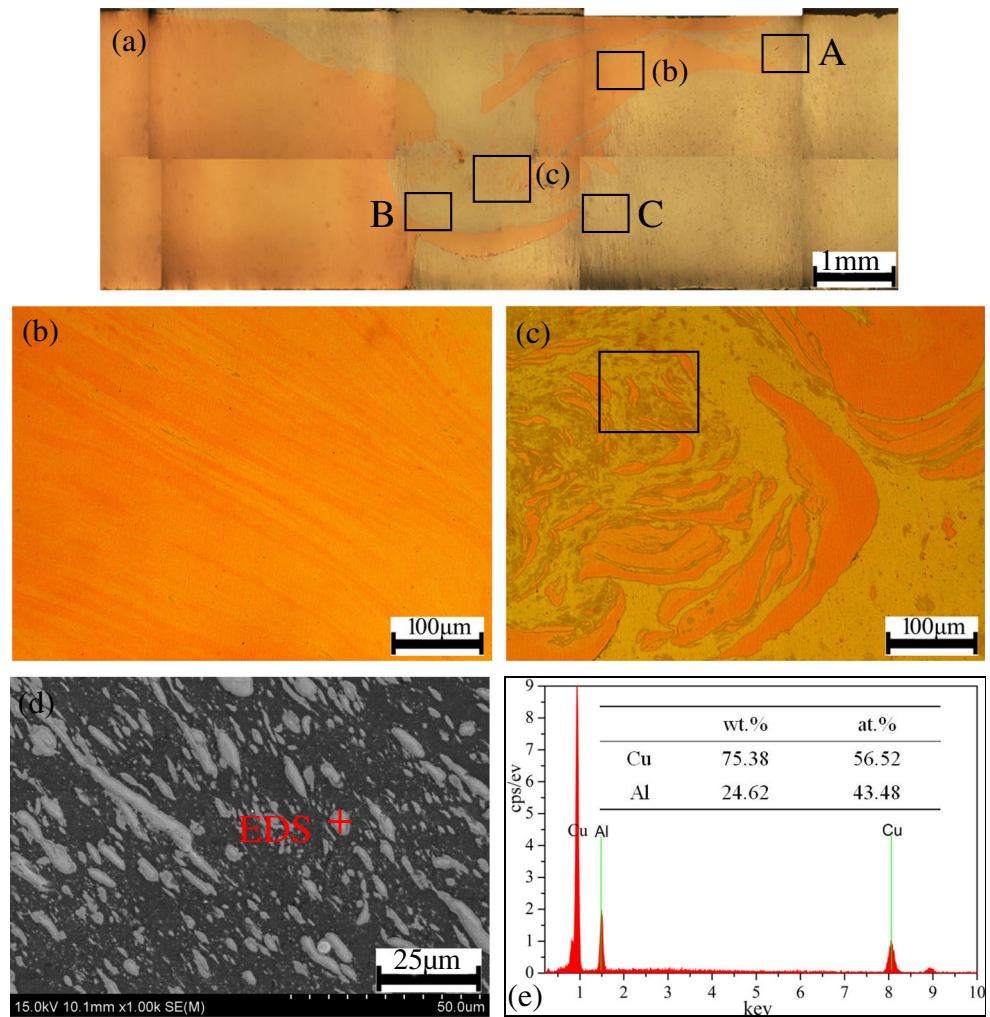 (a)
A
(b)
(c)
B
C
1mm
(b)
100μm
(c)
100μm
(d)
EDS
25μm
15.0kV 10.1mm x1.00k SE(M)
50.0um
9
8
7
6
5
4
3
2
1
0
cps/ev
wt.% at.%
Cu 75.38 56.52
Al 24.62 43.48
Cu Al Cu
1 2 3 4 5 6 7 8 9 10
kev
(e)